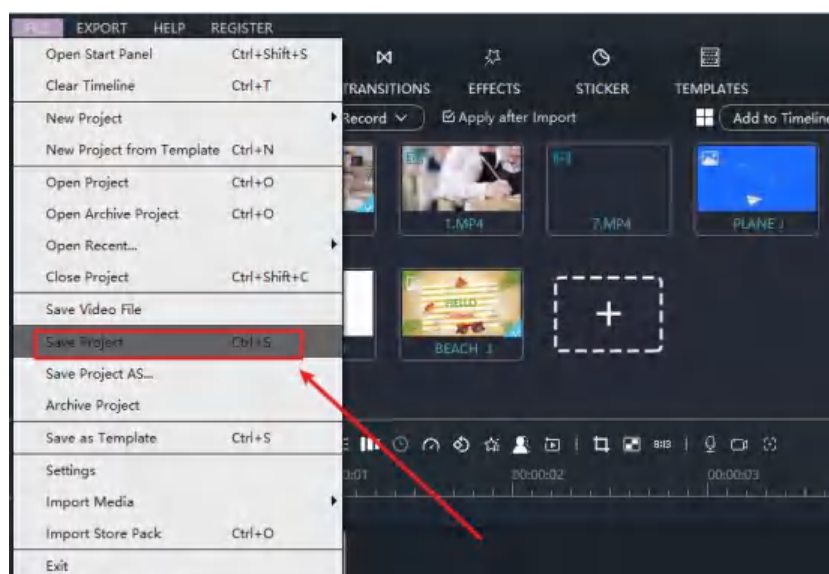 FILE EXPORT HELP REGISTER
Open Start Panel Ctrl+Shift+S
Clear Timeline Ctrl+T
New Project
New Project from Template Ctrl+N
Open Project Ctrl+O
Open Archive Project Ctrl+O
Open Recent...
Close Project Ctrl+Shift+C
Save Video File
Save Project Ctrl+S
Save Project AS...
Archive Project
Save as Template Ctrl+S
Settings
Import Media
Import Store Pack Ctrl+O
Exit
TRANSITIONS EFFECTS STICKER TEMPLATES
Record Apply after Import Add to Timeline
1.MP4 7.MP4 PLANE
HELLO
BEACH
8:13
00:00:02 00:00:03